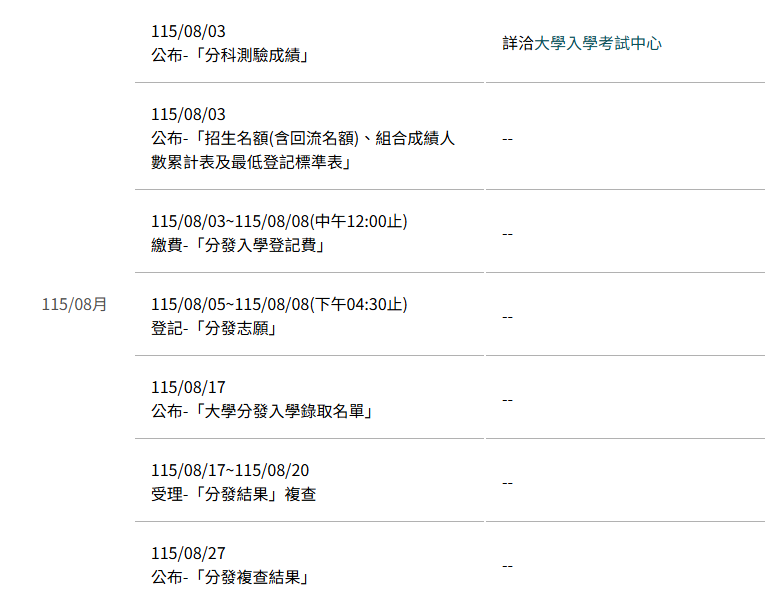 115/08/03
公布-「分科測驗成績」
詳洽大學入學考試中心
115/08/03
公布-「招生名額(含回流名額)、組合成績人
數累計表及最低登記標準表」
--
115/08/03~115/08/08(中午12:00止)
繳費-「分發入學登記費」
--
115/08月
115/08/05~115/08/08(下午04:30止)
登記-「分發志願」
--
115/08/17
公布-「大學分發入學錄取名單」
--
115/08/17~115/08/20
受理-「分發結果」複查
--
115/08/27
公布-「分發複查結果」
--